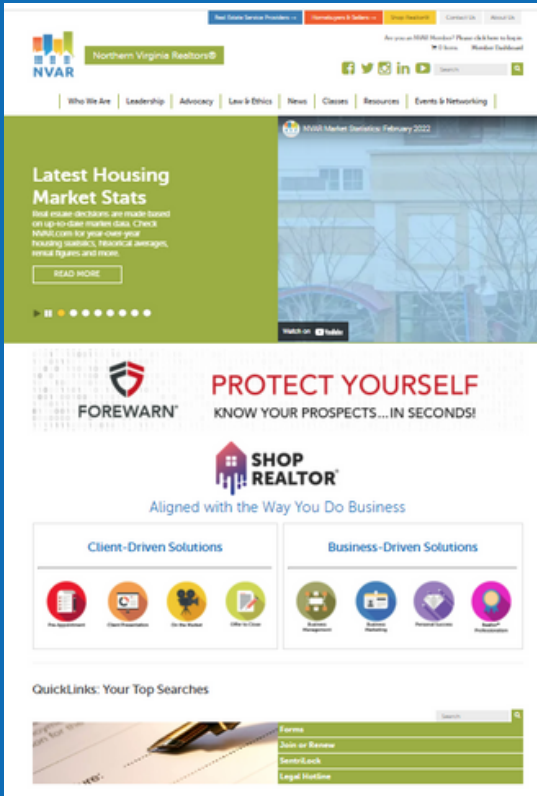 Real Estate Service Providers
Homebuyers & Sellers
Shop Realtor®
Contact Us
About Us
Are you an NVAR Member? Please click here to log in
0 Items
Member Dashboard
NVAR
Northern Virginia Realtors®
Search
Who We Are
Leadership
Advocacy
Law & Ethics
News
Classes
Resources
Events & Networking
Latest Housing
Market Stats
Real estate decisions are made based
on up-to-date market data. Check
NVAR.com for year-over-year
housing statistics, historical averages,
rental figures and more.
READ MORE
NVAR Market Statistics: February 2022
Watch on YouTube
FOREWARN®
PROTECT YOURSELF
KNOW YOUR PROSPECTS...IN SECONDS!
SHOP
REALTOR®
Aligned with the Way You Do Business
Client-Driven Solutions
Pre-Appointment
Client Presentation
On the Market
Offer to Close
Business-Driven Solutions
Business
Management
Business
Marketing
Personal Success
Realtor®
Professionalism
QuickLinks: Your Top Searches
Search
Forms
Join or Renew
SentriLock
Legal Hotline